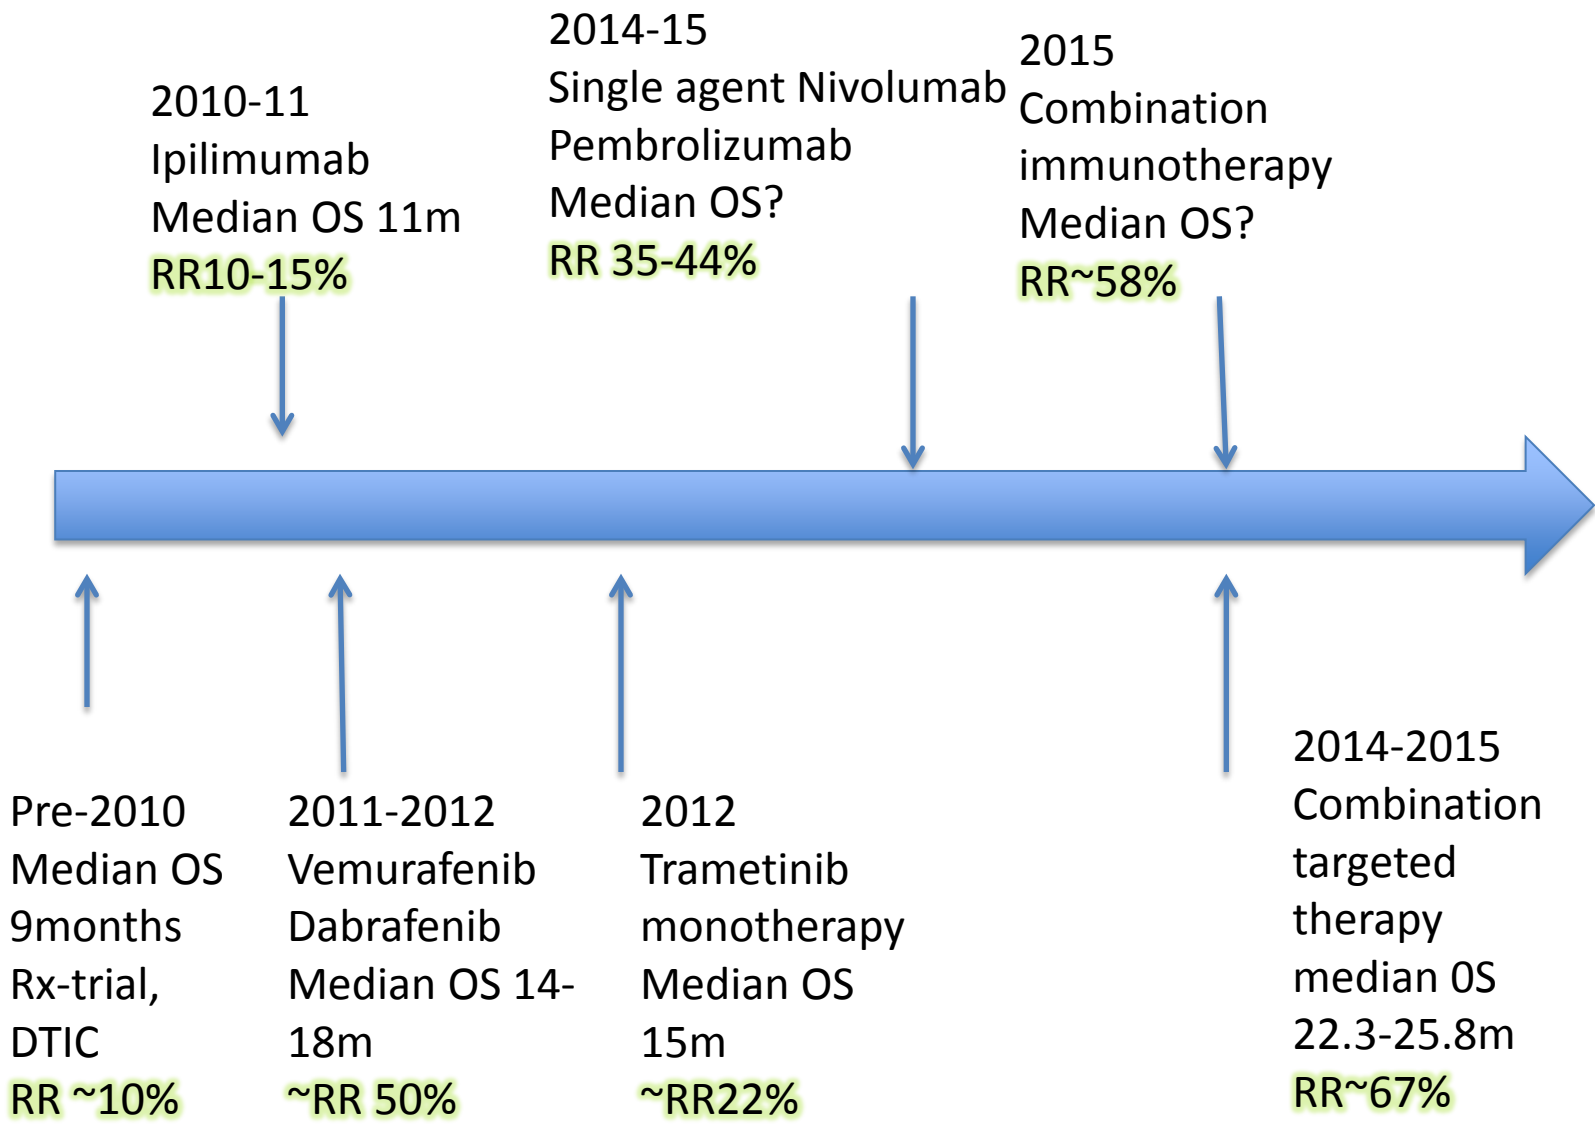 2010-11
Ipilimumab
Median OS 11m
RR10-15%
2014-15
Single agent Nivolumab
Pembrolizumab
Median OS?
RR 35-44%
2015
Combination
immunotherapy
Median OS?
RR~58%
Pre-2010
Median OS
9months
Rx-trial,
DTIC
RR ~10%
2011-2012
Vemurafenib
Dabrafenib
Median OS 14-
18m
~RR 50%
2012
Trametinib
monotherapy
Median OS
15m
~RR22%
2014-2015
Combination
targeted
therapy
median 0S
22.3-25.8m
RR~67%